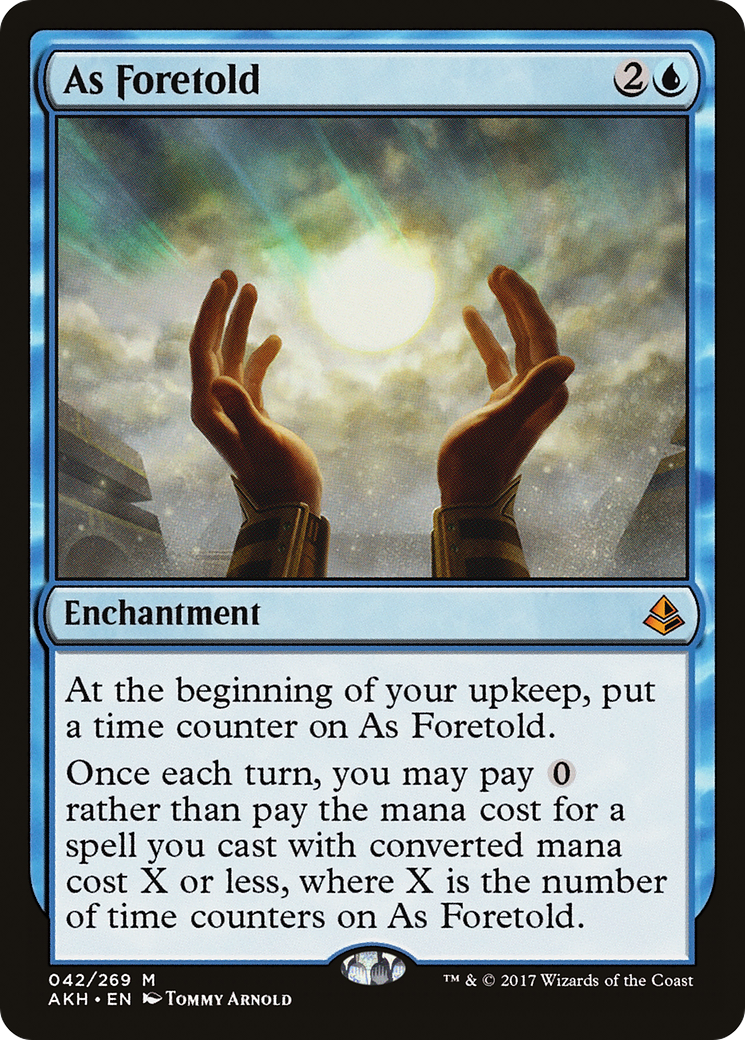 As Foretold 2
Enchantment
At the beginning of your upkeep, put
a time counter on As Foretold.
Once each turn, you may pay 0
rather than pay the mana cost for a
spell you cast with converted mana
cost X or less, where X is the number
of time counters on As Foretold.
042/269 M
™ & © 2017 Wizards of the Coast
AKH • EN Tommy Arnold